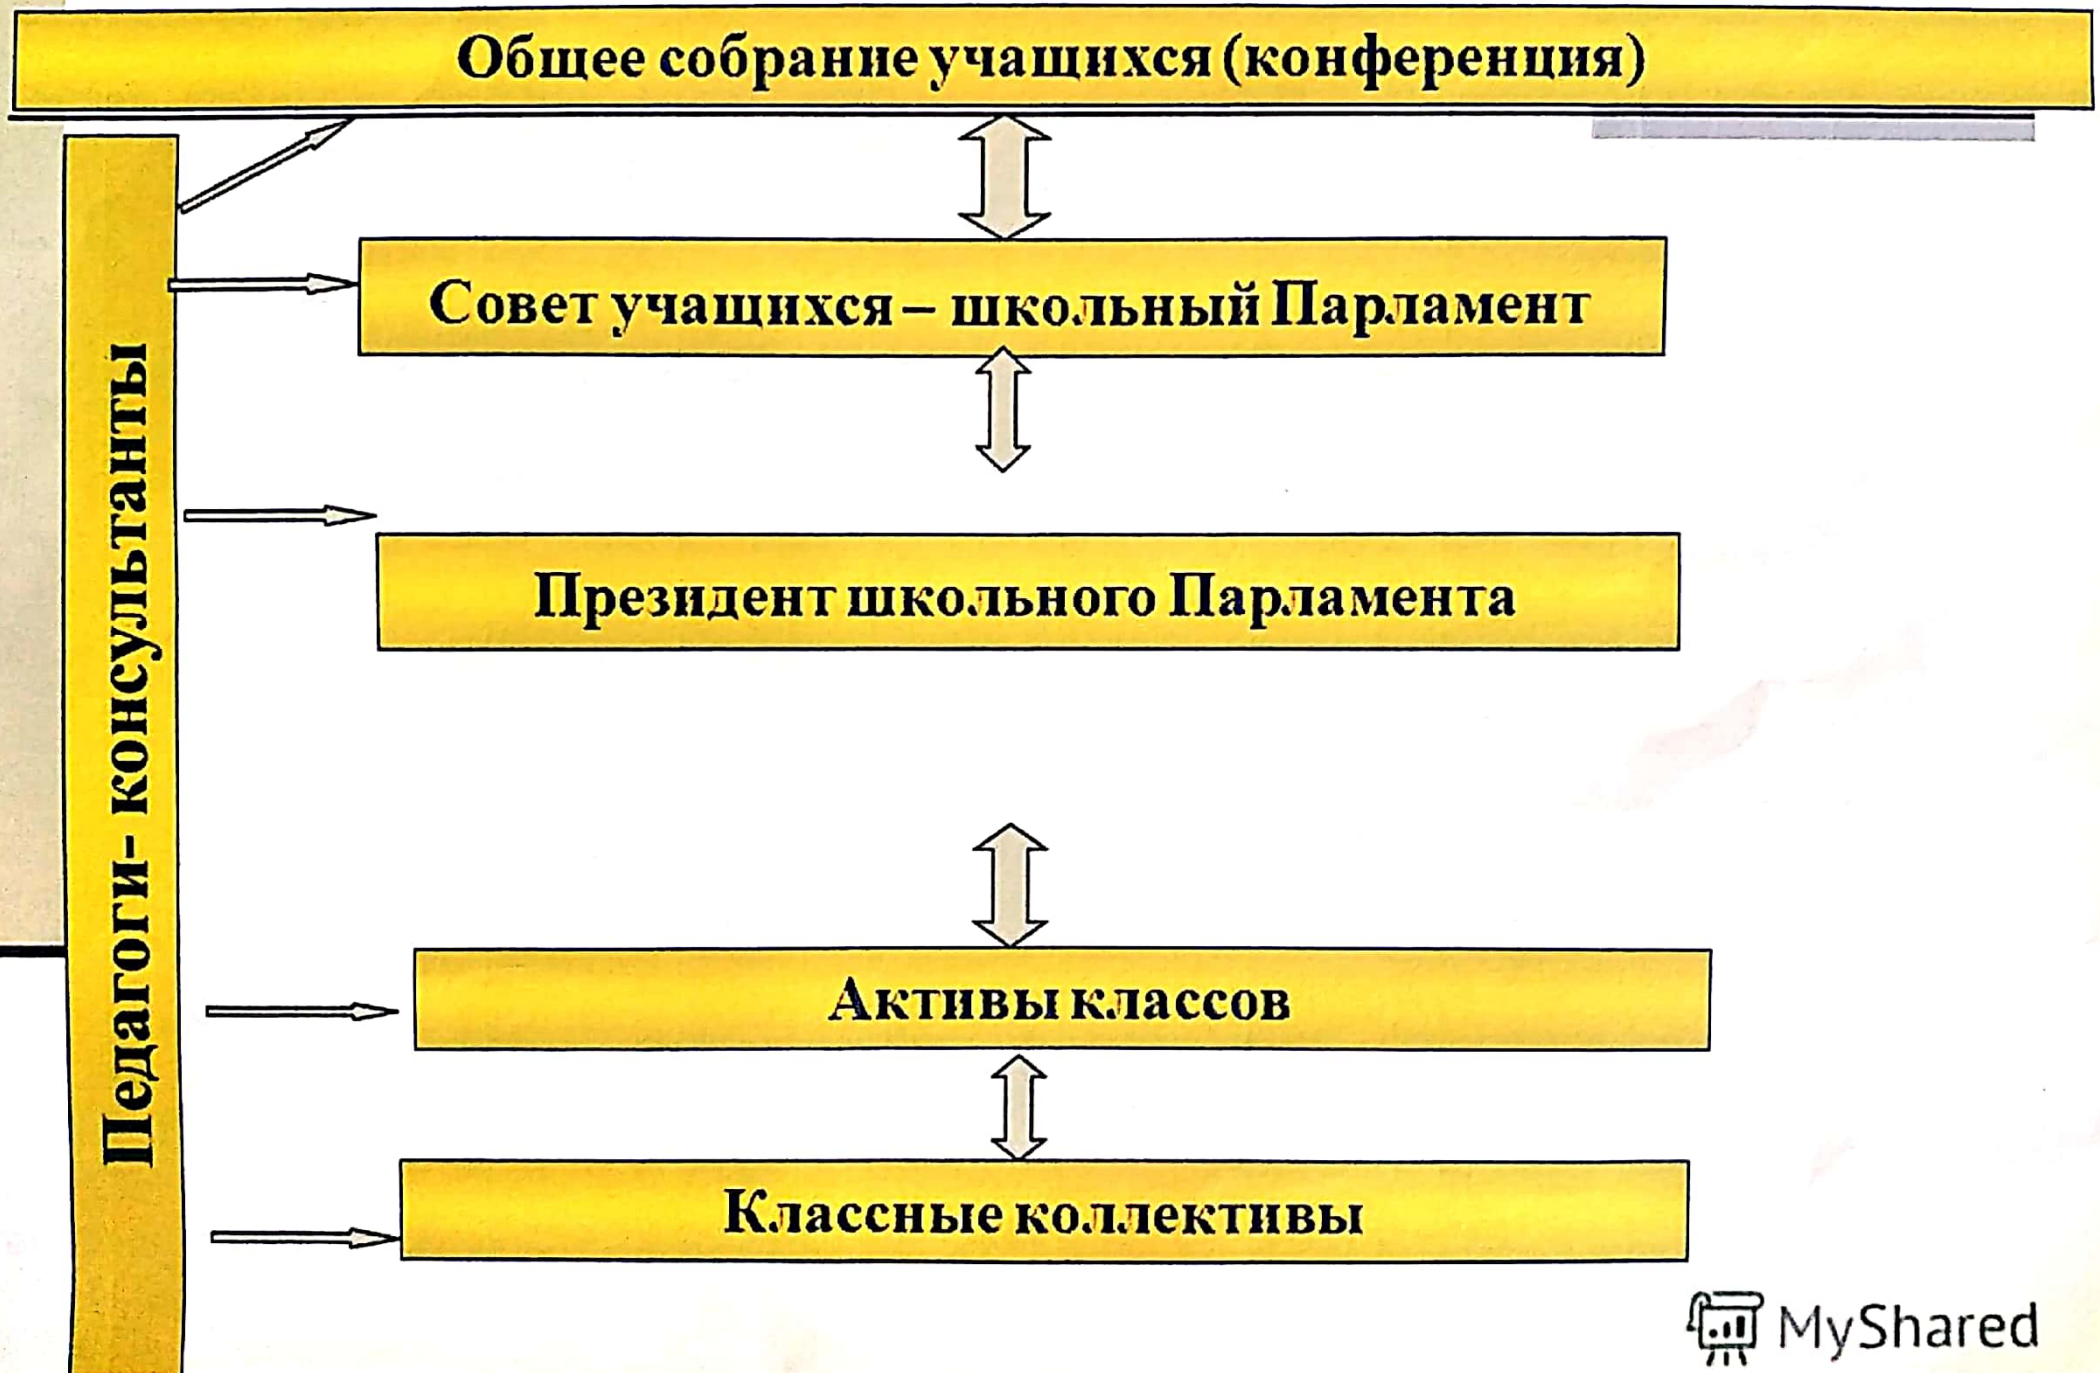 Общее собрание учащихся (конференция)
Совет учащихся – школьный Парламент
Президент школьного Парламента
Педагоги- консультанты
Активы классов
Классные коллективы
MyShared